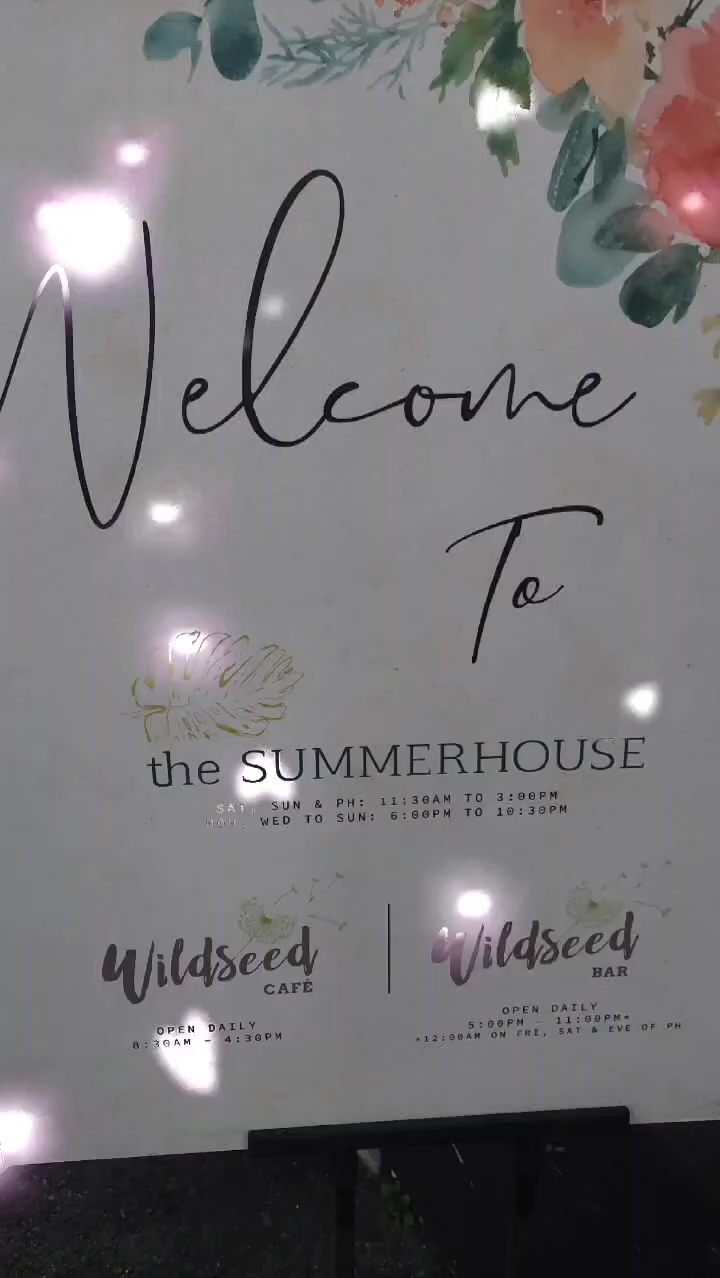 Welcome
To
the SUMMERHOUSE
SAT, SUN & PH: 11:30AM TO 3:00PM
WED TO SUN: 6:00PM TO 10:30PM
Wildseed
CAFÉ
OPEN DAILY
8:30AM - 4:30PM
Wildseed
BAR
OPEN DAILY
5:00PM - 11:00PM*
*12:00AM ON FRI, SAT & EVE OF PH